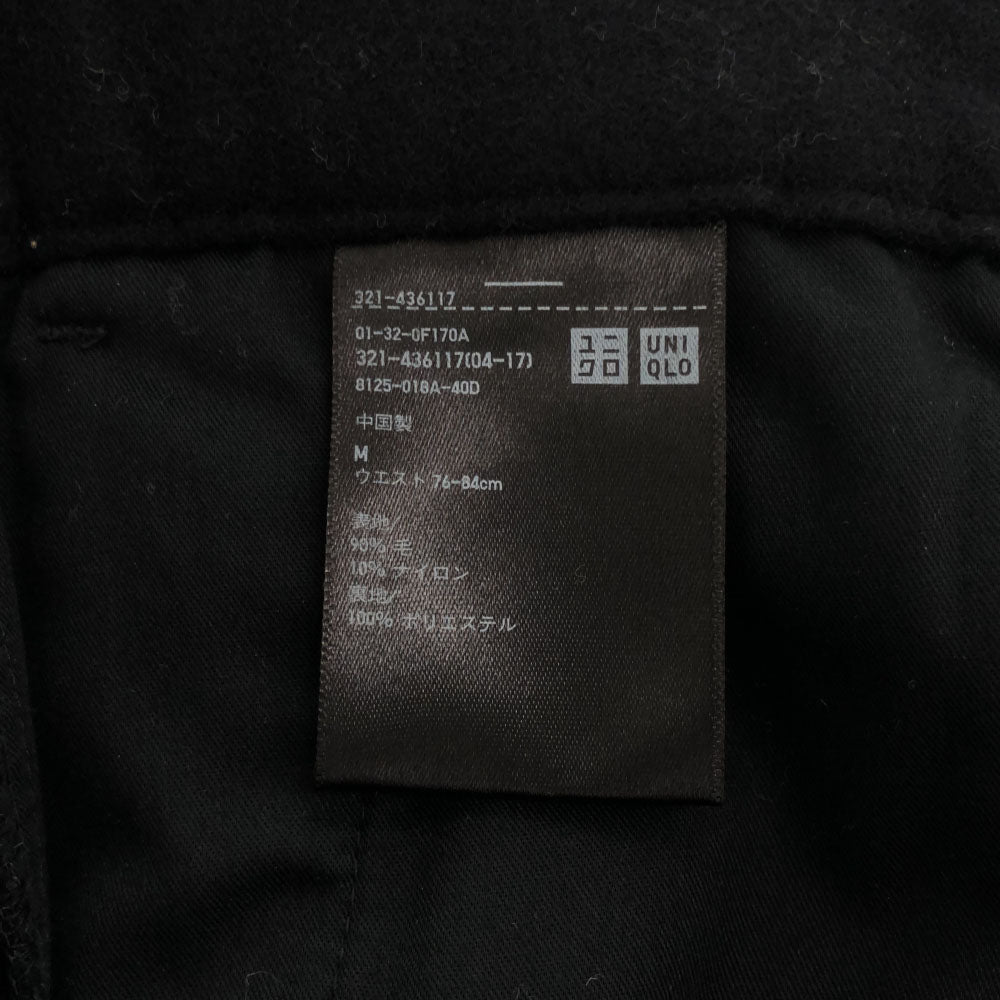 321-436117
01-32-0F170A
321-436117(04-17)
8125-018A-40D
ユニ
クロ
UNI
QLO
中国製
M
ウエスト 76-84cm
表地/
90% 毛
10% ナイロン
裏地/
100% ポリエステル